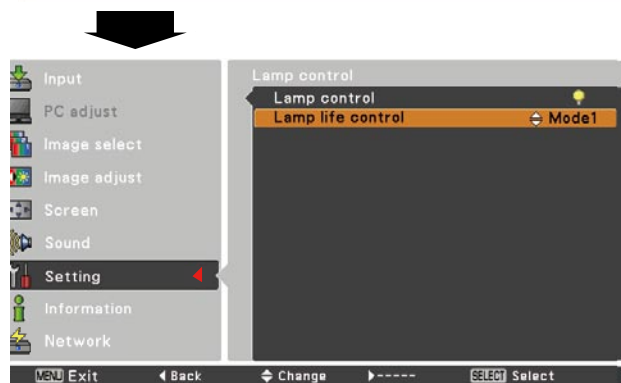 Input
PC adjust
Image select
Image adjust
Screen
Sound
Setting
Information
Network
Lamp control
Lamp control
Lamp life control Mode1
MENU Exit Back Change ----- SELECT Select